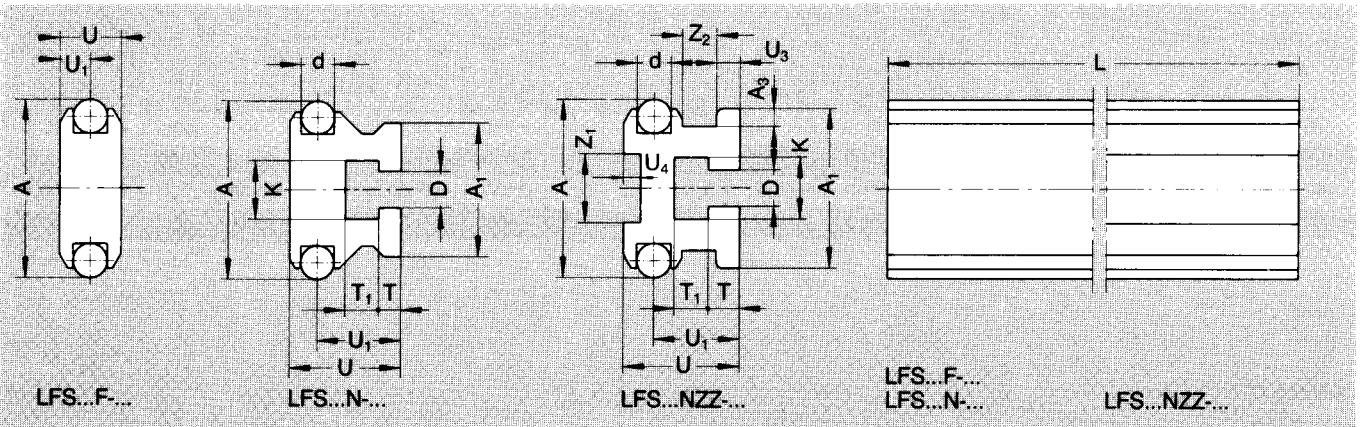 U
U₁
A
LFS...F-...
d
A
K
D
A₁
T₁ T
U₁
U
LFS...N-...
Z₂
d
U₃
A₃
Z₁
U₄
K
A
D
A₁
T₁ T
U₁
U
LFS...NZZ-...
L
LFS...F-...
LFS...N-...
LFS...NZZ-...